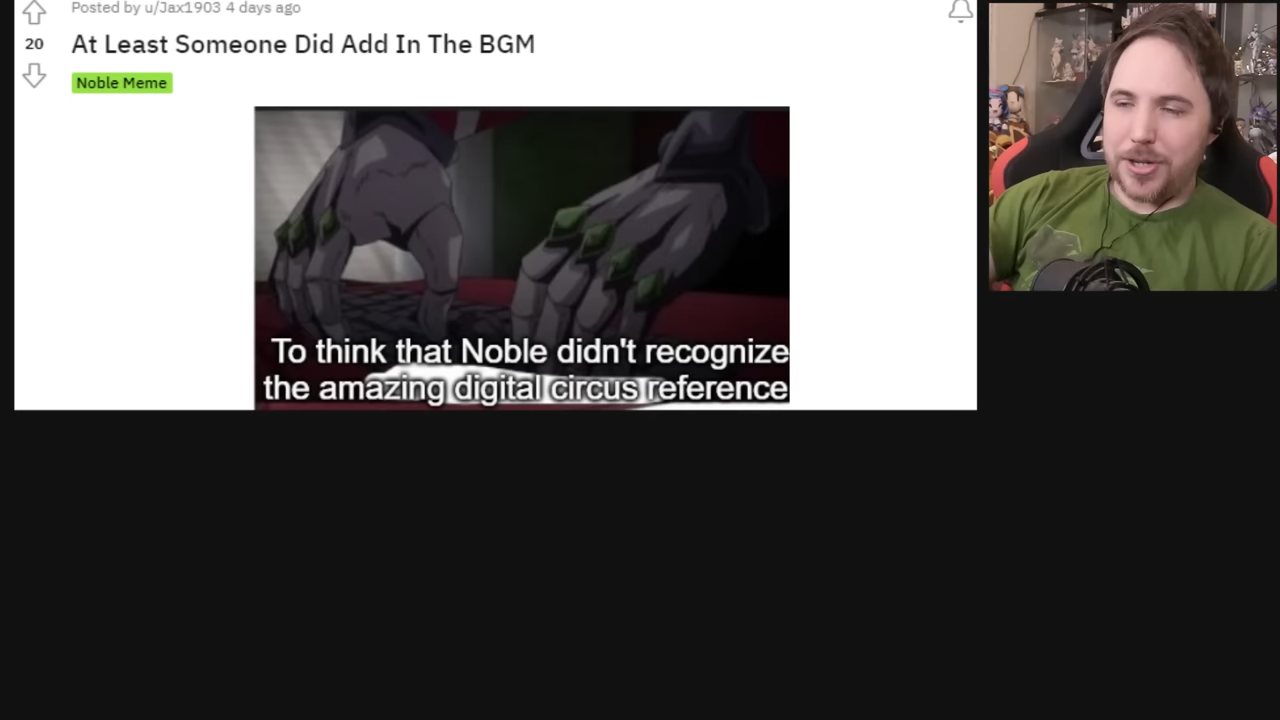 Posted by u/Jax1903 4 days ago
20
At Least Someone Did Add In The BGM
Noble Meme
To think that Noble didn't recognize
the amazing digital circus reference